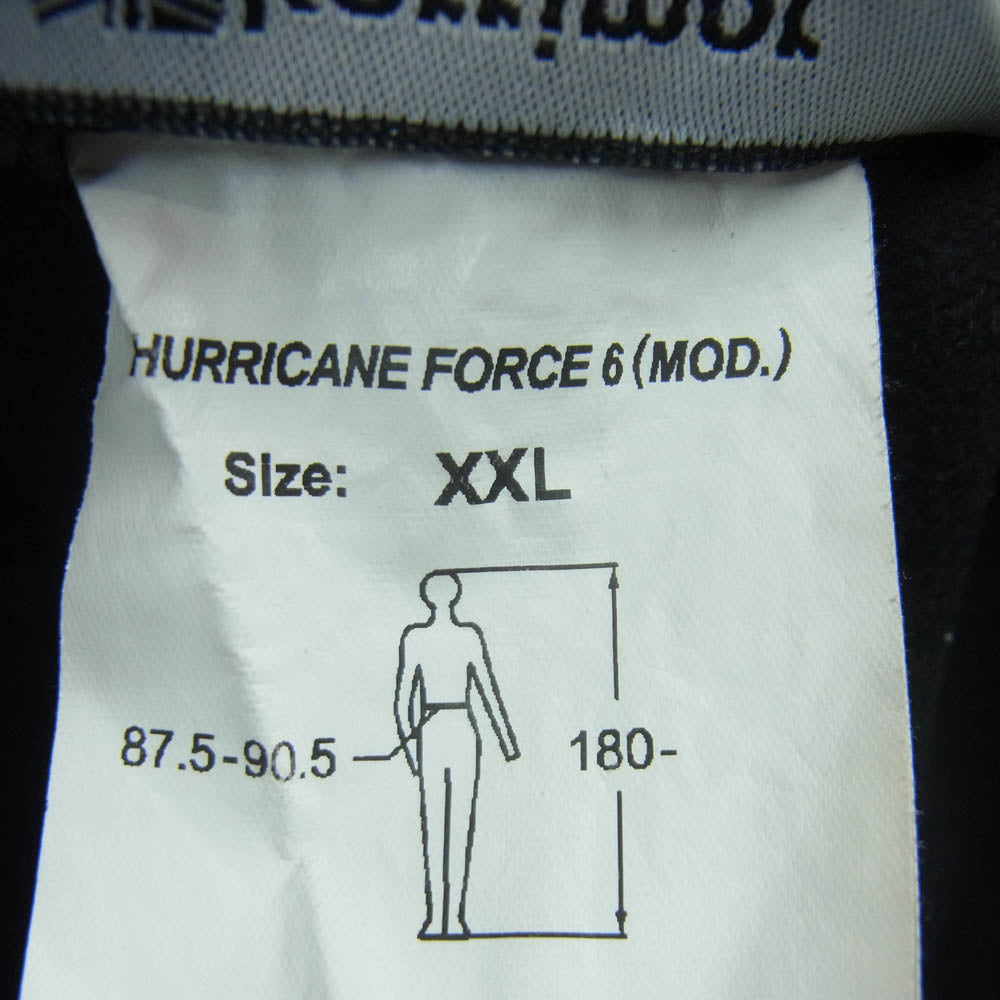 HURRICANE FORCE 6 (MOD.)
Size: XXL
87.5-90.5
180-